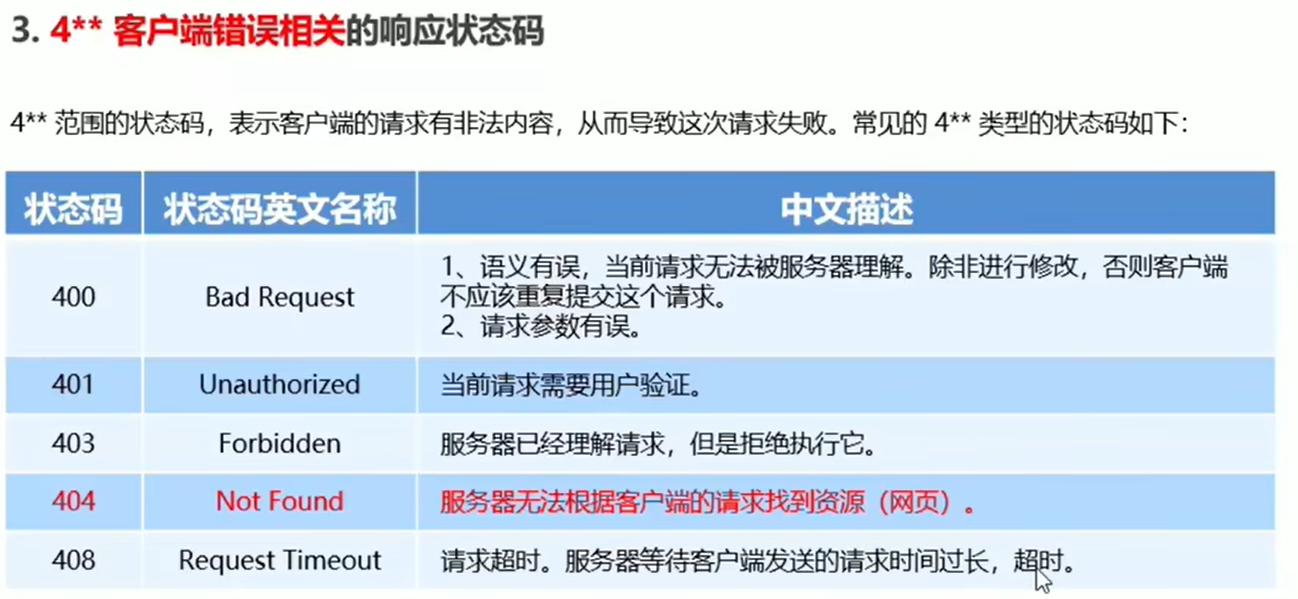 3. 4** 客户端错误相关的响应状态码
4** 范围的状态码，表示客户端的请求有非法内容，从而导致这次请求失败。常见的 4** 类型的状态码如下：
状态码 状态码英文名称 中文描述
400 Bad Request 1、语义有误，当前请求无法被服务器理解。除非进行修改，否则客户端
不应该重复提交这个请求。
2、请求参数有误。
401 Unauthorized 当前请求需要用户验证。
403 Forbidden 服务器已经理解请求，但是拒绝执行它。
404 Not Found 服务器无法根据客户端的请求找到资源（网页）。
408 Request Timeout 请求超时。服务器等待客户端发送的请求时间过长，超时。